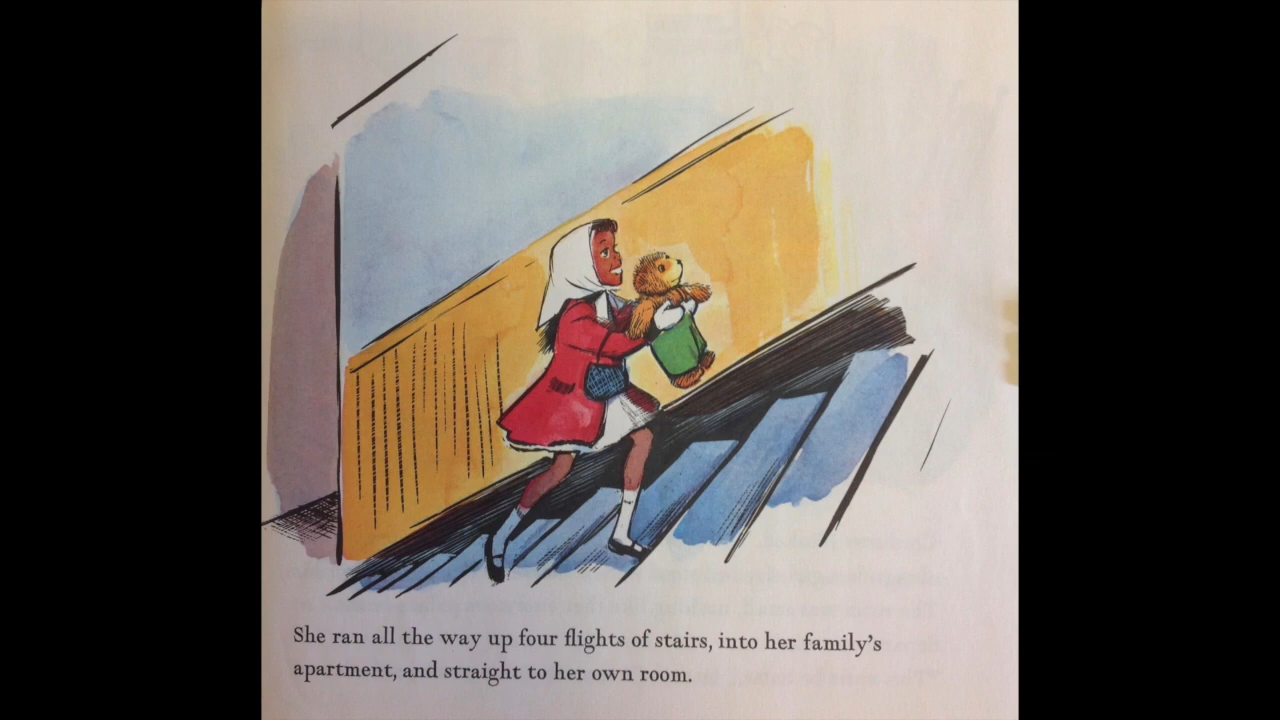 She ran all the way up four flights of stairs, into her family's
apartment, and straight to her own room.